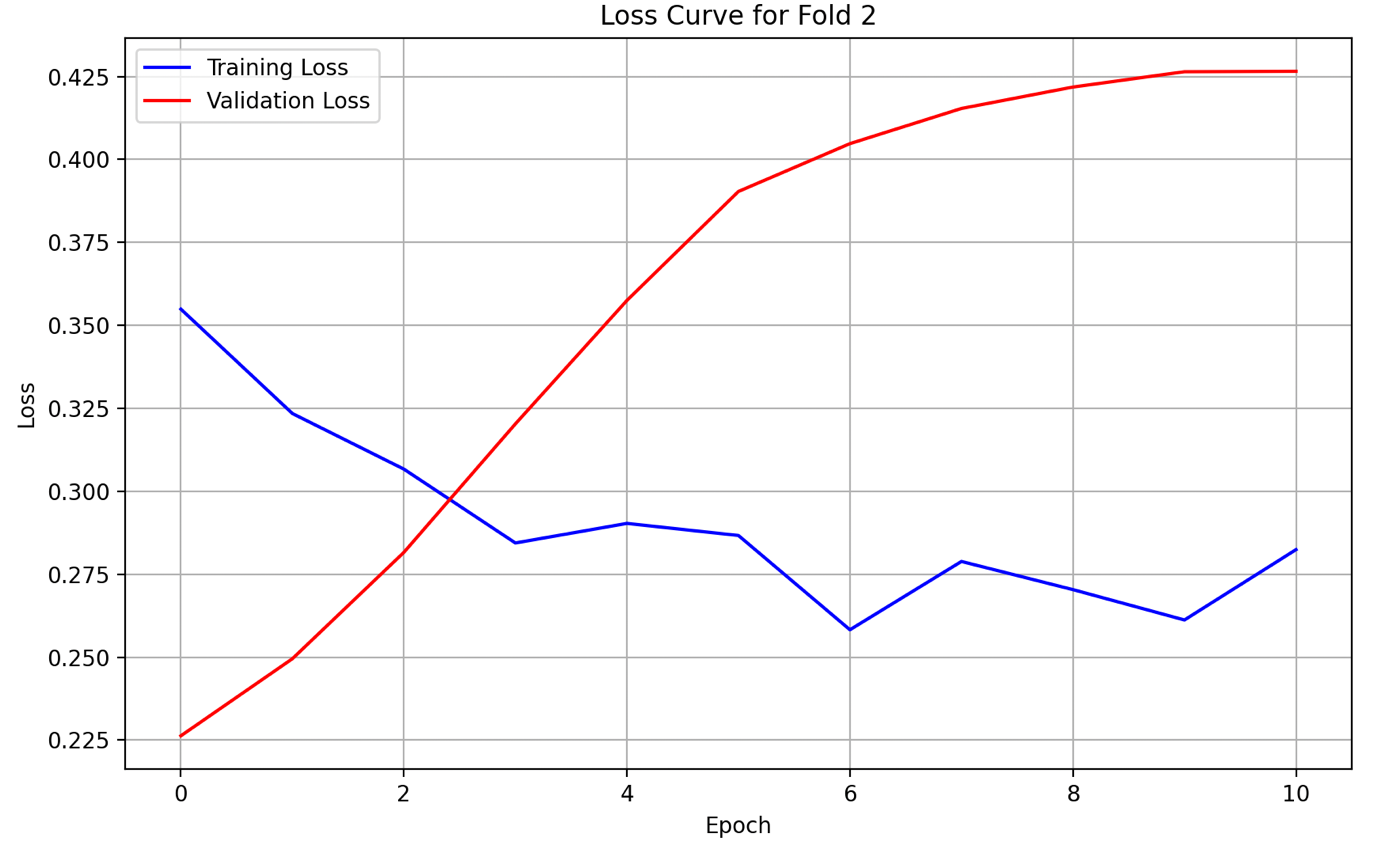 Loss Curve for Fold 2
Training Loss
Validation Loss
0.425
0.400
0.375
0.350
0.325
0.300
0.275
0.250
0.225
Loss
0 2 4 6 8 10
Epoch